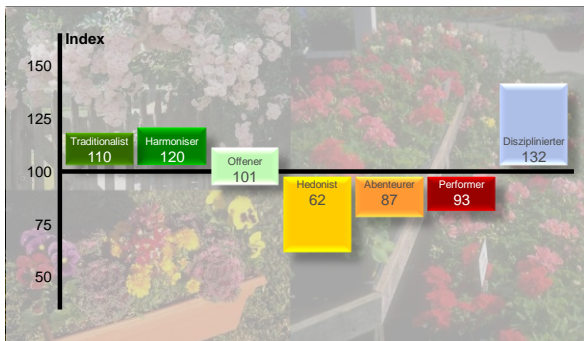 Index
150
125
100
75
50
Traditionalist
110
Harmoniser
120
Offener
101
Hedonist
62
Abenteurer
87
Performer
93
Disziplinierter
132